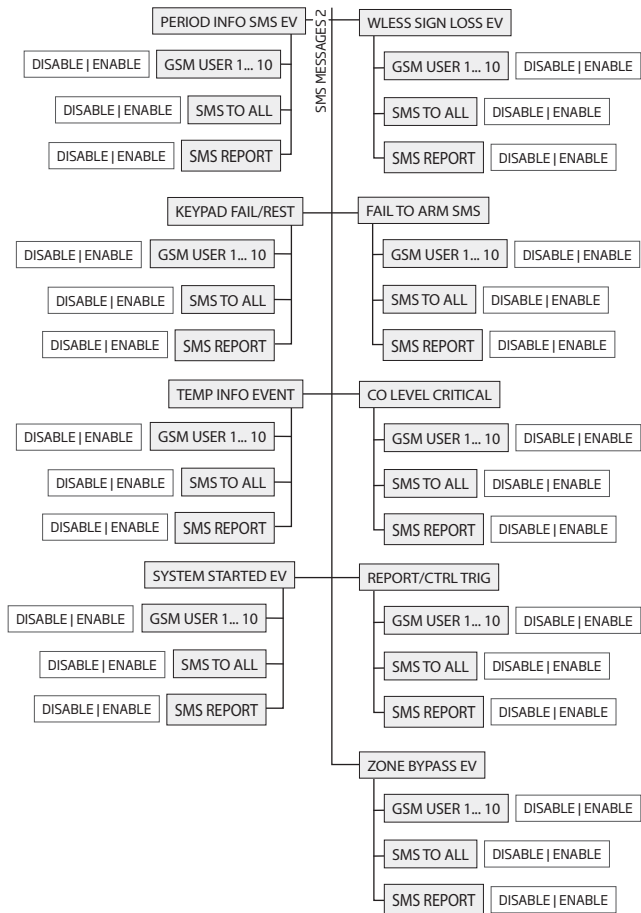 SMS MESSAGES 2
PERIOD INFO SMS EV
DISABLE | ENABLE GSM USER 1... 10
DISABLE | ENABLE SMS TO ALL
DISABLE | ENABLE SMS REPORT
WLESS SIGN LOSS EV
GSM USER 1... 10 DISABLE | ENABLE
SMS TO ALL DISABLE | ENABLE
SMS REPORT DISABLE | ENABLE
KEYPAD FAIL/REST
DISABLE | ENABLE GSM USER 1... 10
DISABLE | ENABLE SMS TO ALL
DISABLE | ENABLE SMS REPORT
FAIL TO ARM SMS
GSM USER 1... 10 DISABLE | ENABLE
SMS TO ALL DISABLE | ENABLE
SMS REPORT DISABLE | ENABLE
TEMP INFO EVENT
DISABLE | ENABLE GSM USER 1... 10
DISABLE | ENABLE SMS TO ALL
DISABLE | ENABLE SMS REPORT
CO LEVEL CRITICAL
GSM USER 1... 10 DISABLE | ENABLE
SMS TO ALL DISABLE | ENABLE
SMS REPORT DISABLE | ENABLE
SYSTEM STARTED EV
DISABLE | ENABLE GSM USER 1... 10
DISABLE | ENABLE SMS TO ALL
DISABLE | ENABLE SMS REPORT
REPORT/CTRL TRIG
GSM USER 1... 10 DISABLE | ENABLE
SMS TO ALL DISABLE | ENABLE
SMS REPORT DISABLE | ENABLE
ZONE BYPASS EV
GSM USER 1... 10 DISABLE | ENABLE
SMS TO ALL DISABLE | ENABLE
SMS REPORT DISABLE | ENABLE